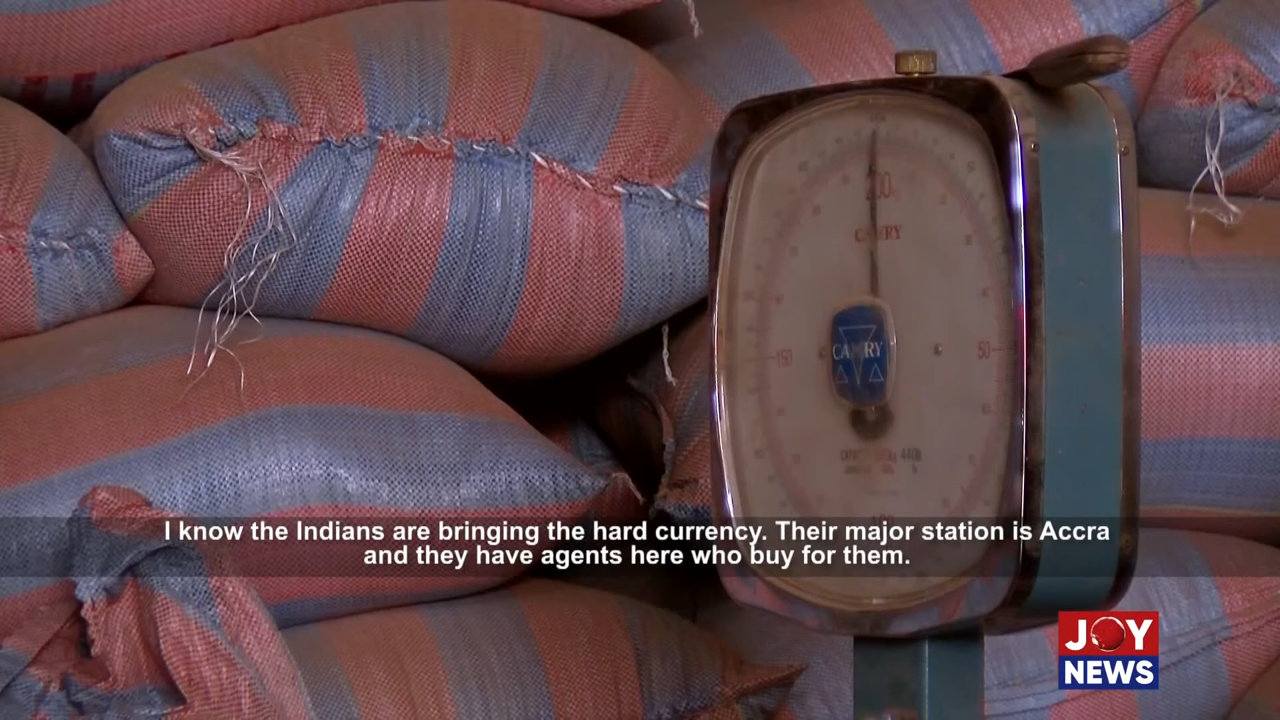 200
CAMRY
CAMRY
150
50
I know the Indians are bringing the hard currency. Their major station is Accra
and they have agents here who buy for them.
JOY
NEWS